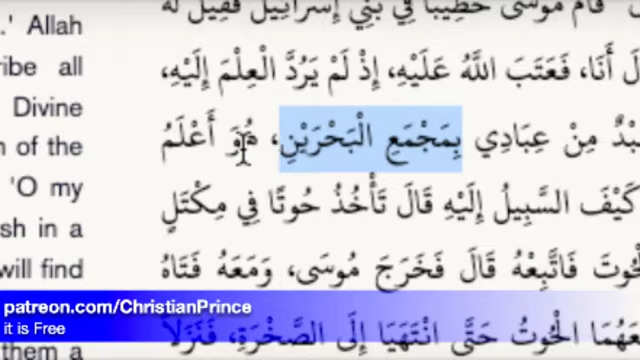 .' Allah
ribe all
Divine
n of the
'O my
sh in a
will find
them a
قَامَ مُوسَى خَطِيبًا فِي بَنِي إِسْرَائِيلَ فَقِيلَ لَهُ
أَنَا، فَعَتَبَ اللَّهُ عَلَيْهِ، إِذْ لَمْ يَرُدَّ الْعِلْمَ إِلَيْهِ،
مِنْ عِبَادِي بِمَجْمَعِ الْبَحْرَيْنِ، هُوَ أَعْلَمُ
كَيْفَ السَّبِيلُ إِلَيْهِ قَالَ تَأْخُذُ حُوتًا فِي مِكْتَلٍ
فَاتَّبِعْهُ قَالَ فَخَرَجَ مُوسَى، وَمَعَهُ فَتَاهُ
الْحُوتُ حَتَّى انْتَهَيَا إِلَى الصَّخْرَةِ، فَنَزَلَا
patreon.com/ChristianPrince
it is Free